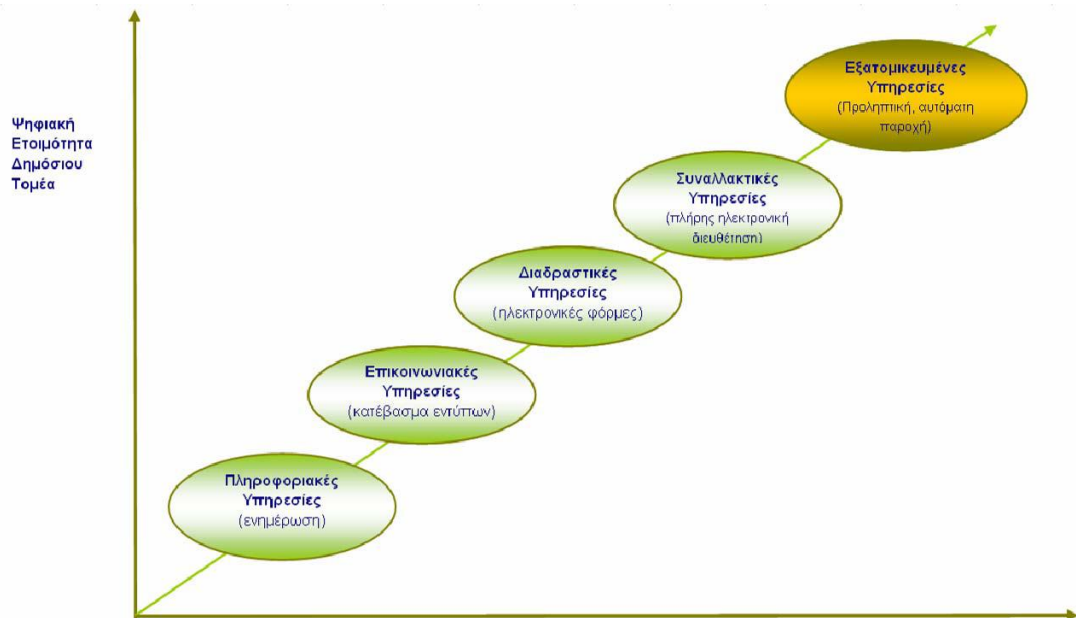 Ψηφιακή
Ετοιμότητα
Δημόσιου
Τομέα
Εξατομικευμένες
Υπηρεσίες
(Προληπτική, αυτόματη
παροχή)
Συναλλακτικές
Υπηρεσίες
(πλήρης ηλεκτρονική
διευθέτηση)
Διαδραστικές
Υπηρεσίες
(ηλεκτρονικές φόρμες)
Επικοινωνιακές
Υπηρεσίες
(κατέβασμα εντύπων)
Πληροφοριακές
Υπηρεσίες
(ενημέρωση)